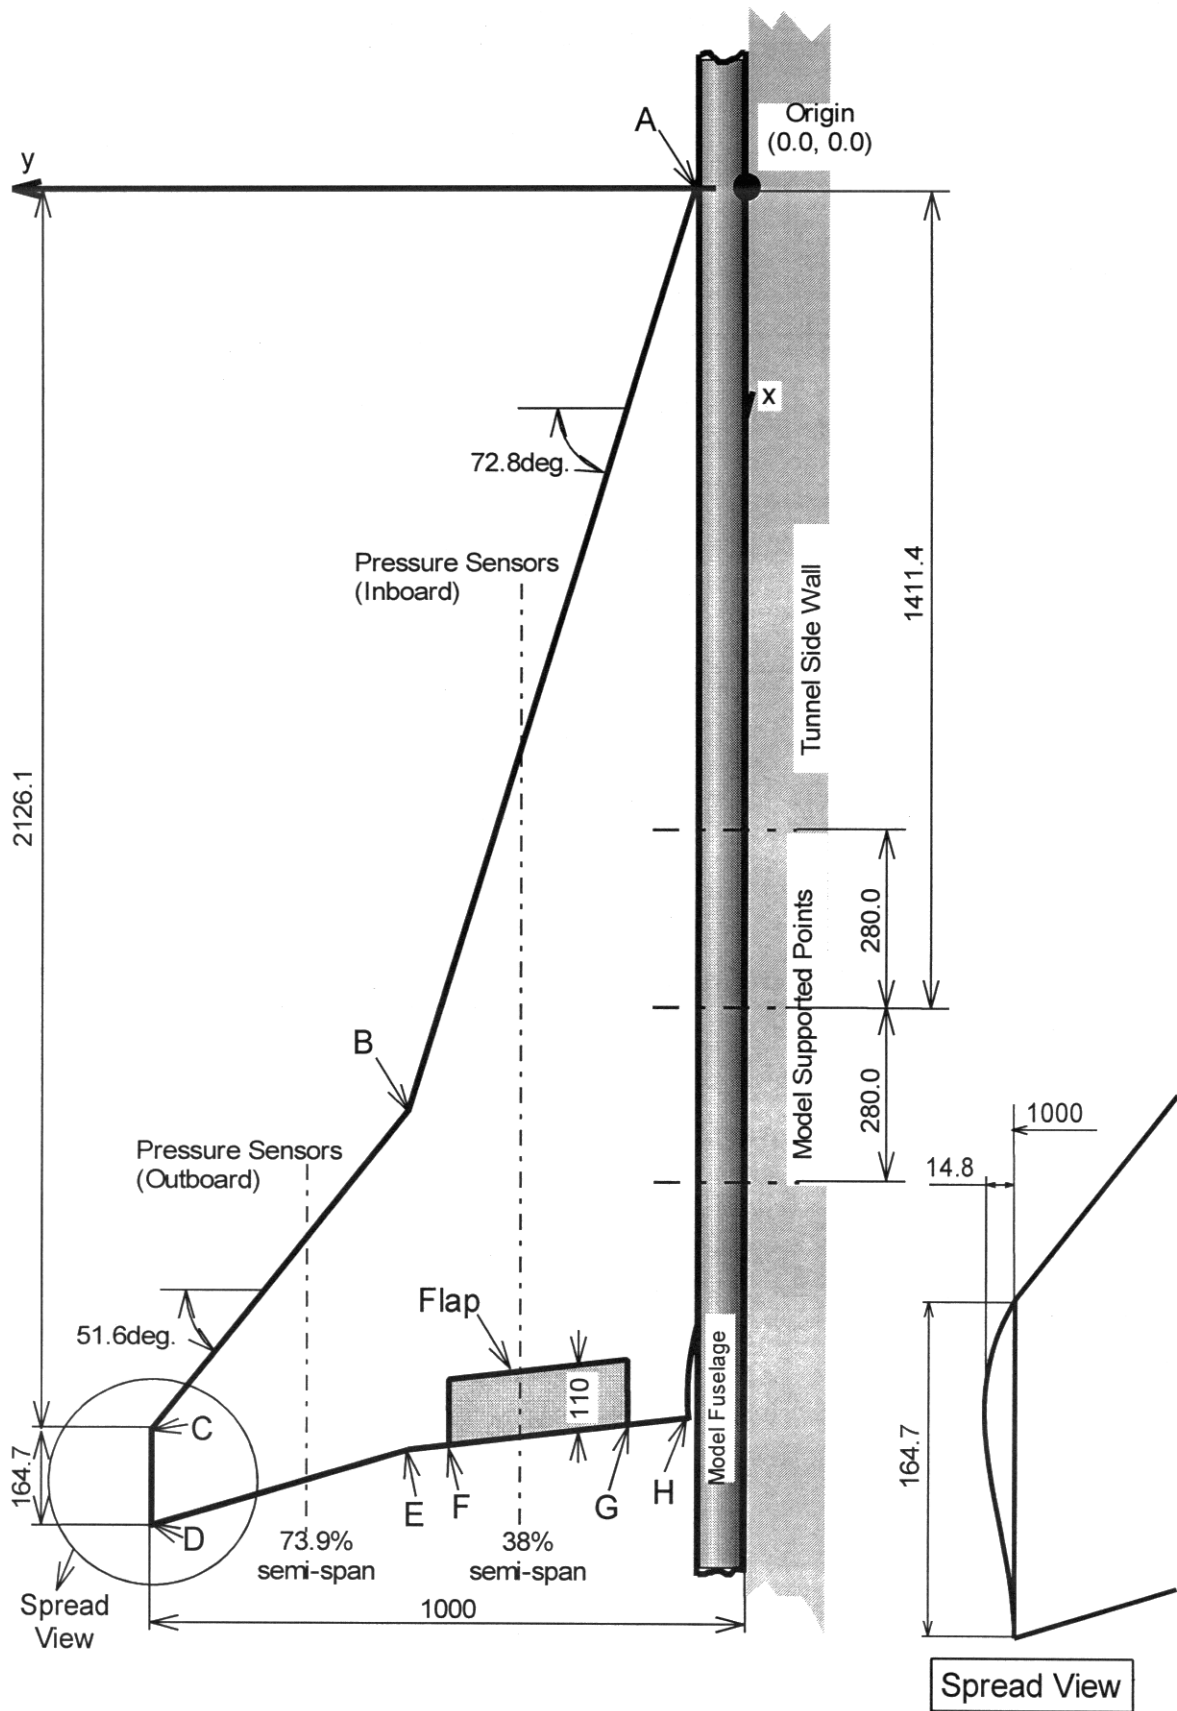 Origin
(0.0, 0.0)
A
y
x
72.8deg.
Pressure Sensors
(Inboard)
Tunnel Side Wall
1411.4
2126.1
280.0
Model Supported Points
280.0
B
Pressure Sensors
(Outboard)
51.6deg.
Flap
110
Model Fuselage
C
164.7
D
E
F
G
H
73.9%
semi-span
38%
semi-span
1000
Spread
View
1000
14.8
164.7
Spread View